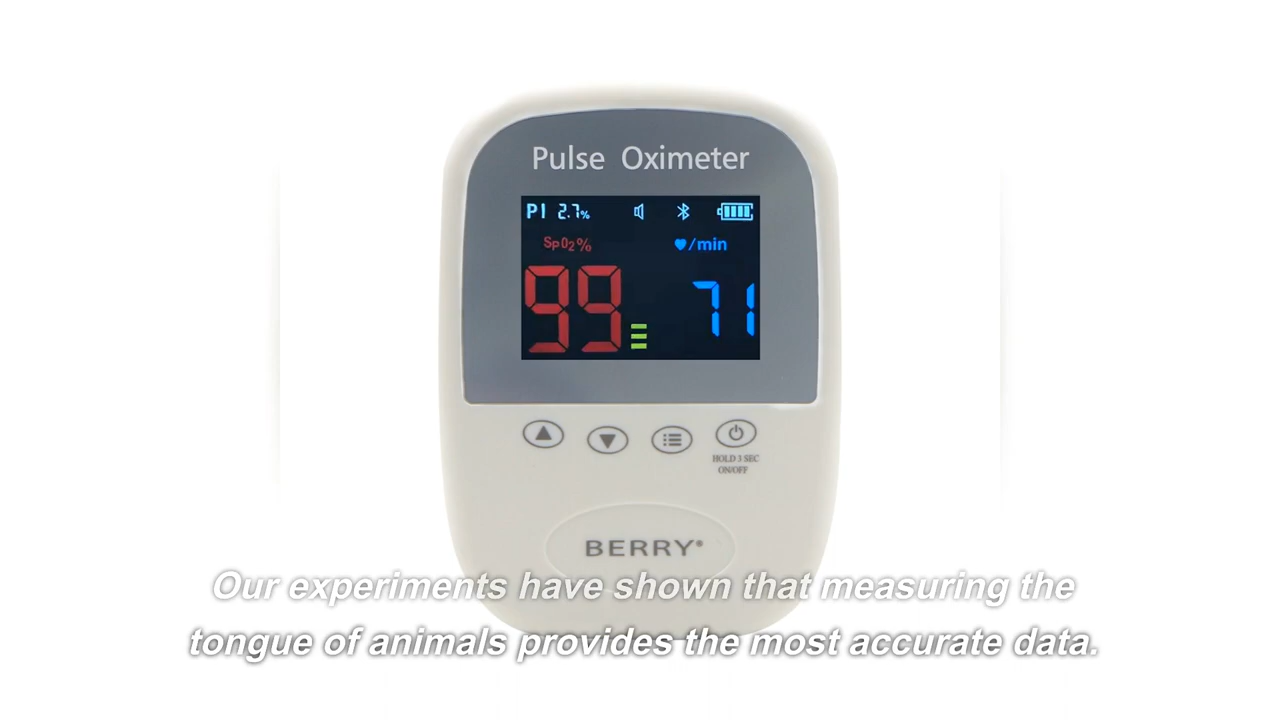 Pulse Oximeter
PI 2.7%
SpO2% /min
99 71
HOLD 3 SEC
ON/OFF
BERRY®
Our experiments have shown that measuring the
tongue of animals provides the most accurate data.